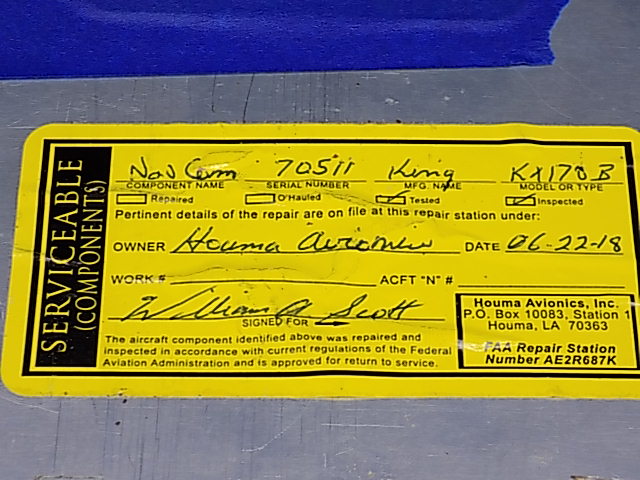 SERVICEABLE
(COMPONENTS)
Nav Com 70511 King KX170B
COMPONENT NAME SERIAL NUMBER MFG. NAME MODEL OR TYPE
Repaired O'Hauled Tested Inspected
Pertinent details of the repair are on file at this repair station under:
OWNER Houma Avionics DATE 06-22-18
WORK # ACFT "N" #
William A Scott
SIGNED FOR
The aircraft component identified above was repaired and
inspected in accordance with current regulations of the Federal
Aviation Administration and is approved for return to service.
Houma Avionics, Inc.
P.O. Box 10083, Station 1
Houma, LA 70363
FAA Repair Station
Number AE2R687K